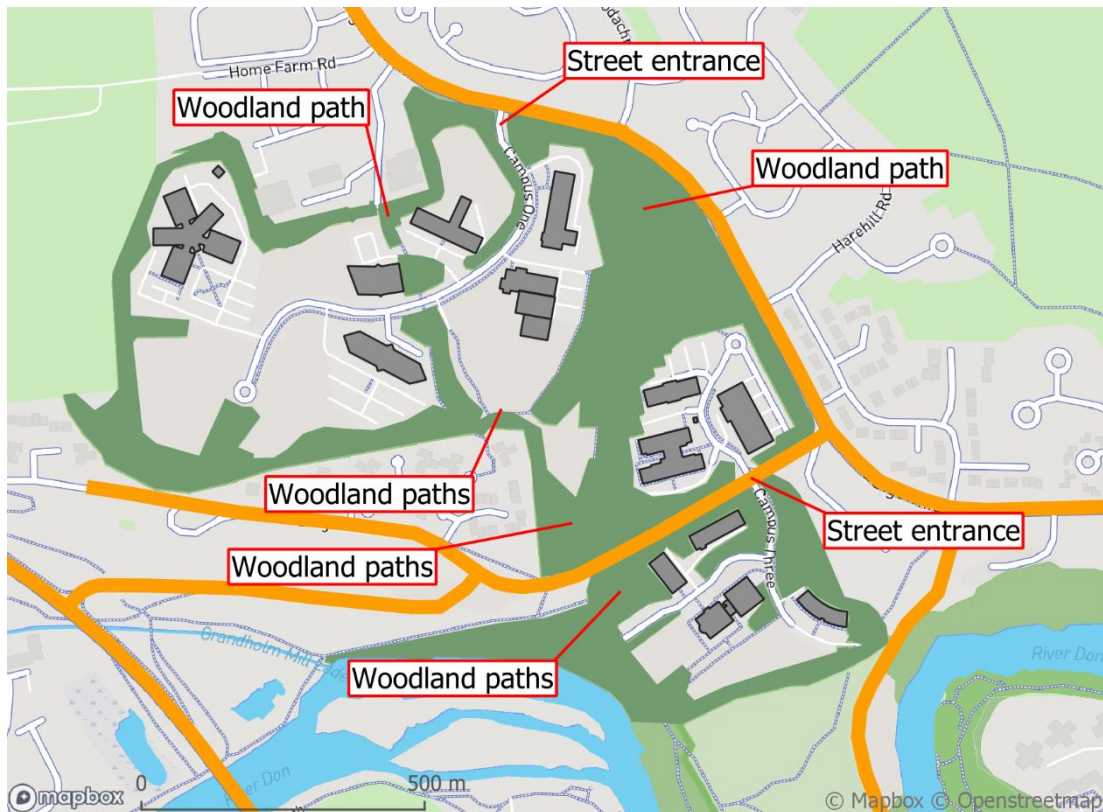 Street entrance
Home Farm Rd
Woodland path
Woodland path
Campus One
Harehill Rd
Woodland paths
Street entrance
Woodland paths
Campus Three
Woodland paths
Grandholm Mill Lade
River Don
River Don
0
500 m
mapbox
© Mapbox © Openstreetmap